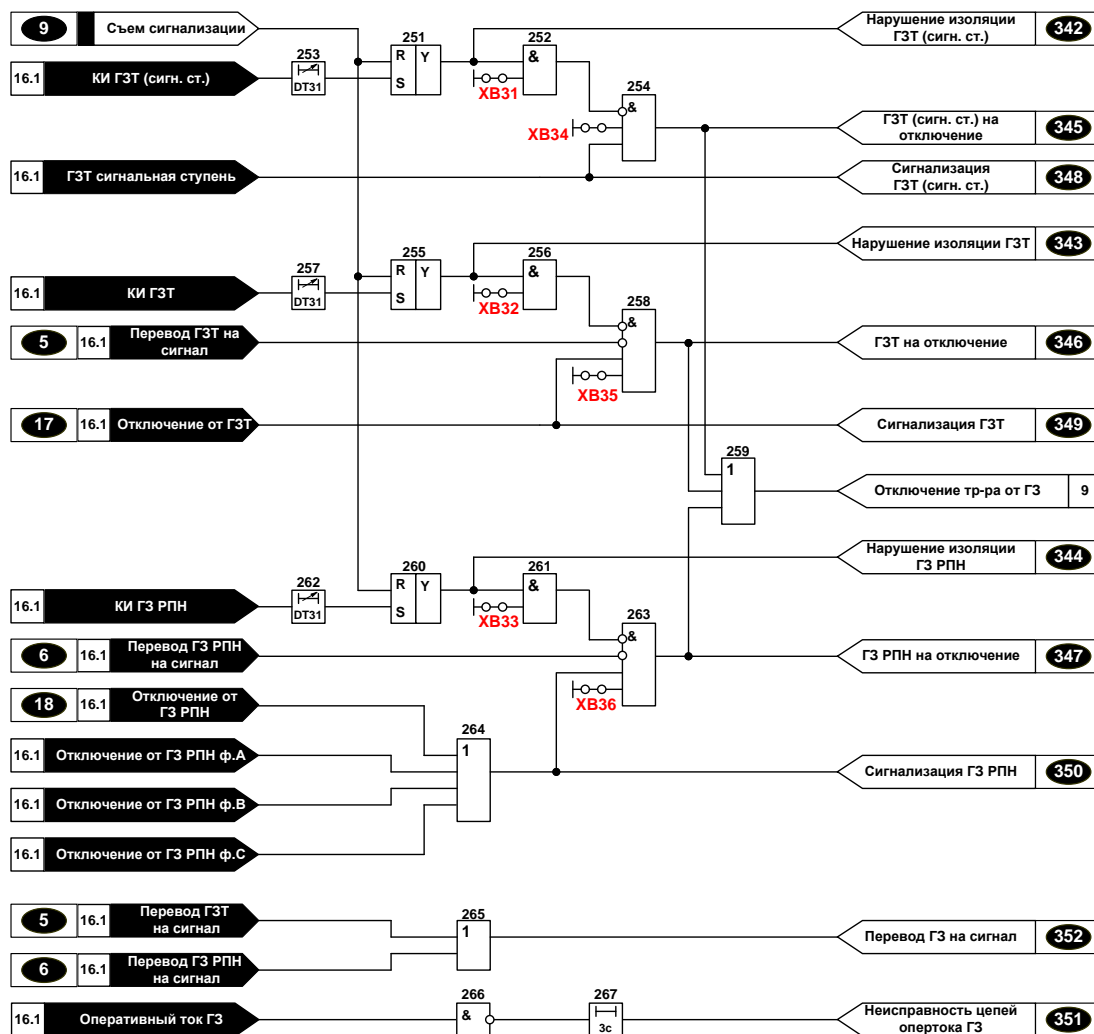 9 Съем сигнализации
251
252
Нарушение изоляции
ГЗТ (сигн. ст.) 342
253
R Y
&
16.1 КИ ГЗТ (сигн. ст.)
DT31
S
XB31
254
&
XB34
ГЗТ (сигн. ст.) на
отключение 345
16.1 ГЗТ сигнальная ступень
Сигнализация
ГЗТ (сигн. ст.) 348
255
256
Нарушение изоляции ГЗТ 343
257
R Y
&
16.1 КИ ГЗТ
DT31
S
XB32
258
&
5 16.1 Перевод ГЗТ на
сигнал
ГЗТ на отключение 346
XB35
17 16.1 Отключение от ГЗТ
Сигнализация ГЗТ 349
259
1
Отключение тр-ра от ГЗ 9
260
261
Нарушение изоляции
ГЗ РПН 344
262
R Y
&
16.1 КИ ГЗ РПН
DT31
S
XB33
263
&
6 16.1 Перевод ГЗ РПН
на сигнал
ГЗ РПН на отключение 347
XB36
18 16.1 Отключение от
ГЗ РПН
264
1
16.1 Отключение от ГЗ РПН ф.А
Сигнализация ГЗ РПН 350
16.1 Отключение от ГЗ РПН ф.В
16.1 Отключение от ГЗ РПН ф.С
5 16.1 Перевод ГЗТ
на сигнал
265
1
Перевод ГЗ на сигнал 352
6 16.1 Перевод ГЗ РПН
на сигнал
266
267
16.1 Оперативный ток ГЗ
&
3с
Неисправность цепей
опертока ГЗ 351